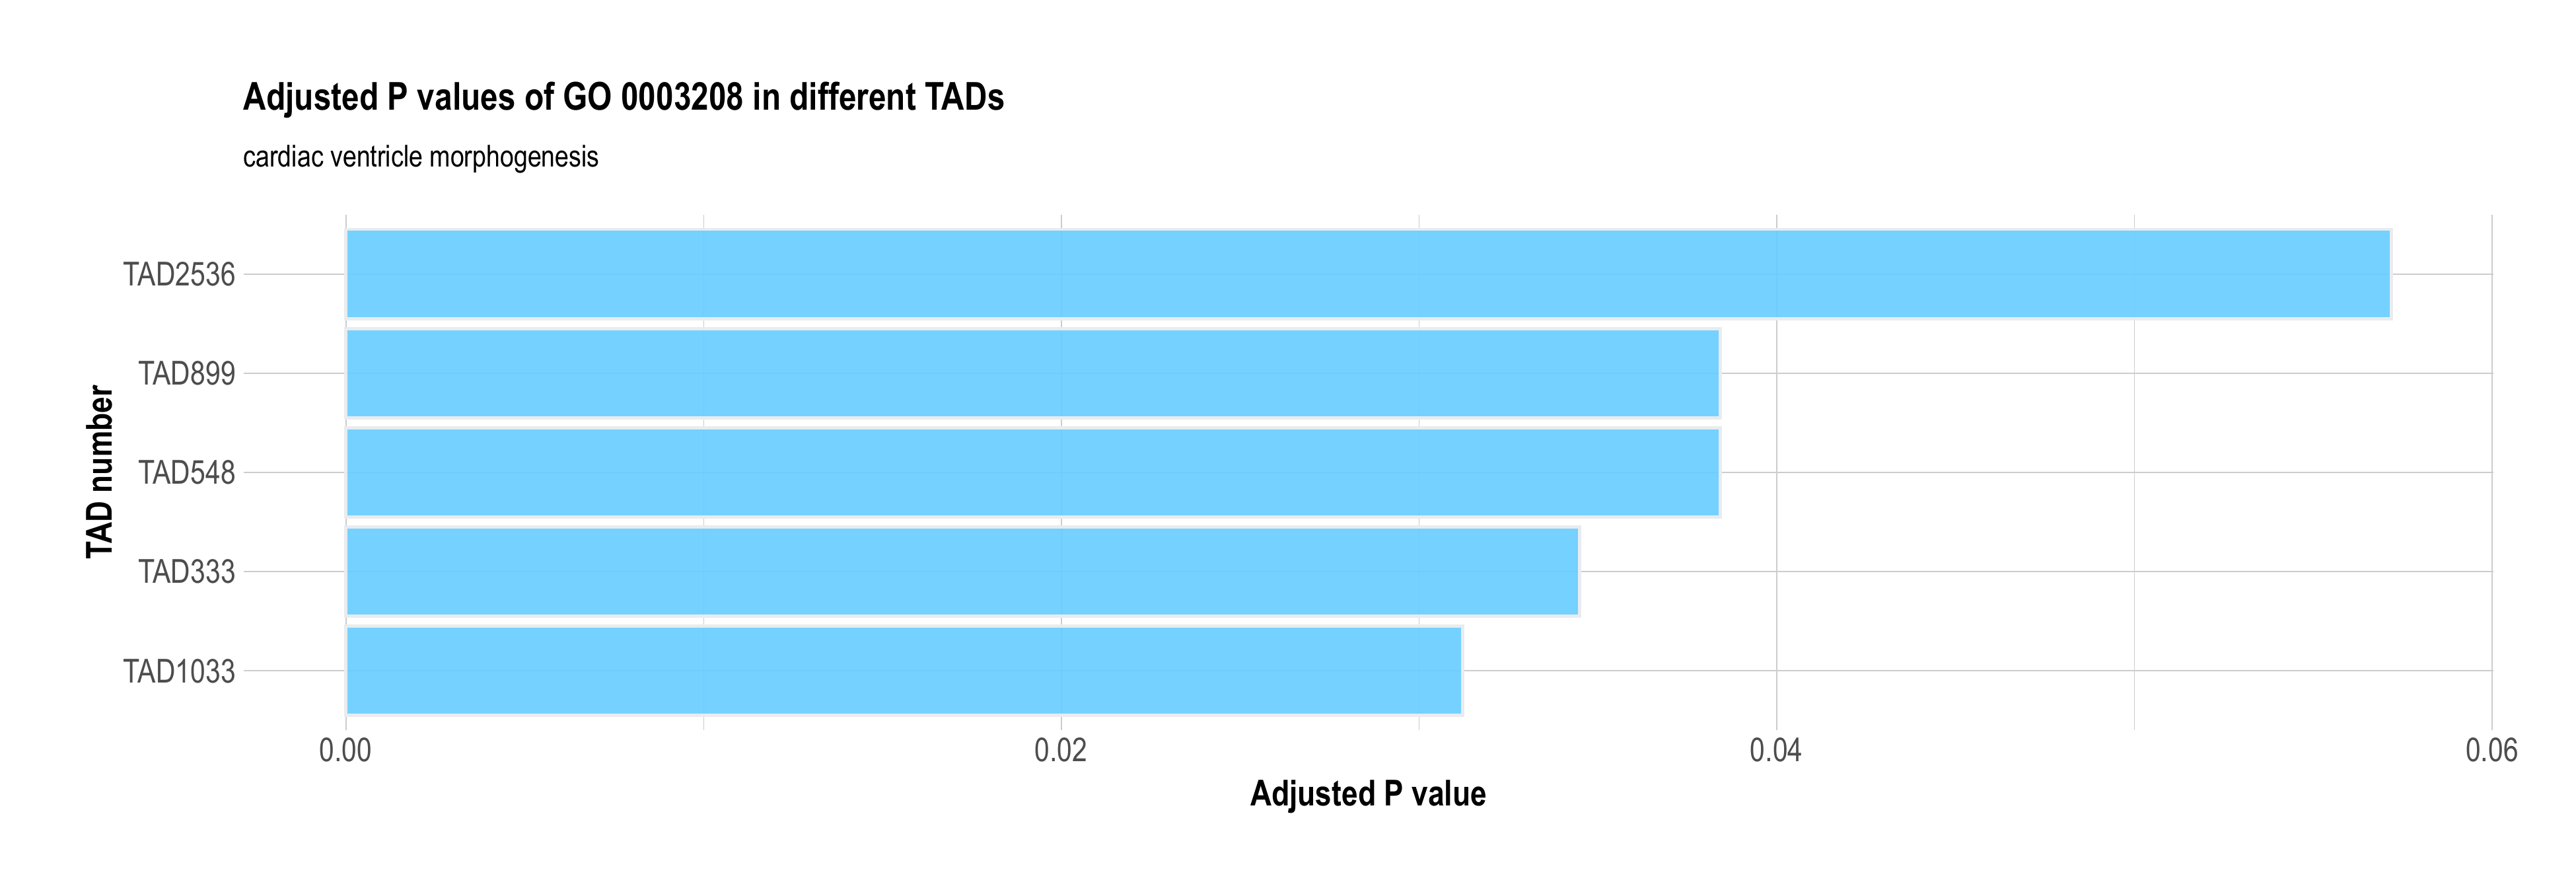 Adjusted P values of GO 0003208 in different TADs
cardiac ventricle morphogenesis
TAD number
TAD2536
TAD899
TAD548
TAD333
TAD1033
0.00 0.02 0.04 0.06
Adjusted P value